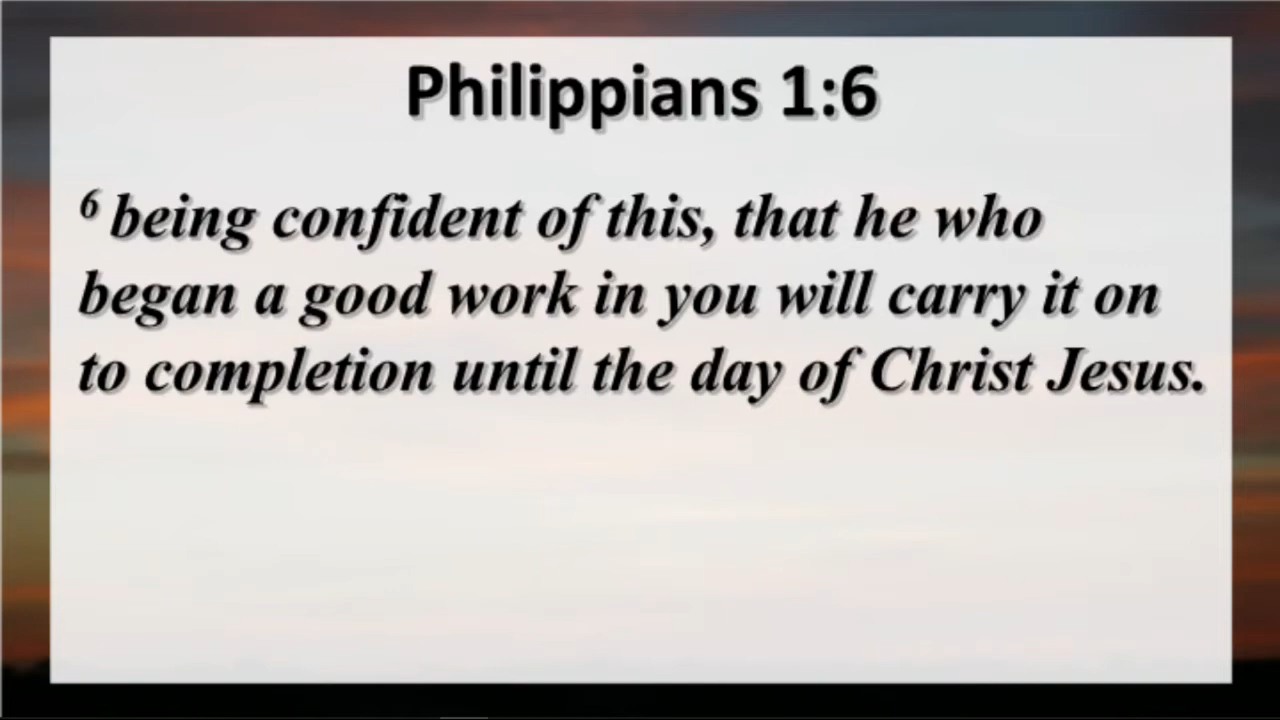 Philippians 1:6
6 being confident of this, that he who
began a good work in you will carry it on
to completion until the day of Christ Jesus.